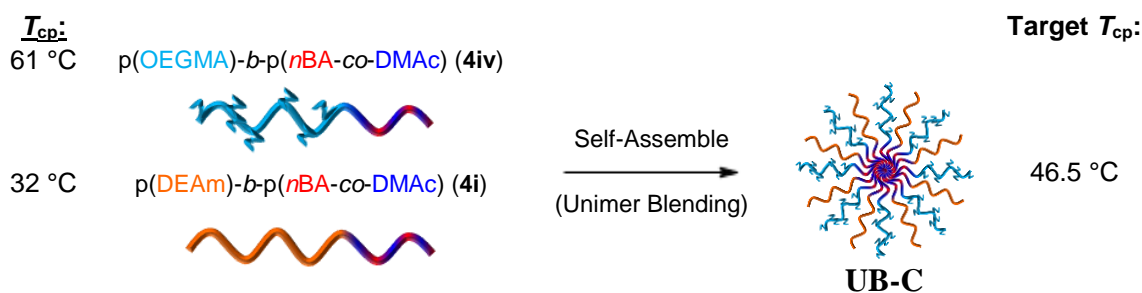 Tcp:
Target Tcp:
61 °C
p(OEGMA)-b-p(nBA-co-DMAc) (4iv)
Self-Assemble
32 °C
p(DEAm)-b-p(nBA-co-DMAc) (4i)
46.5 °C
(Unimer Blending)
UB-C